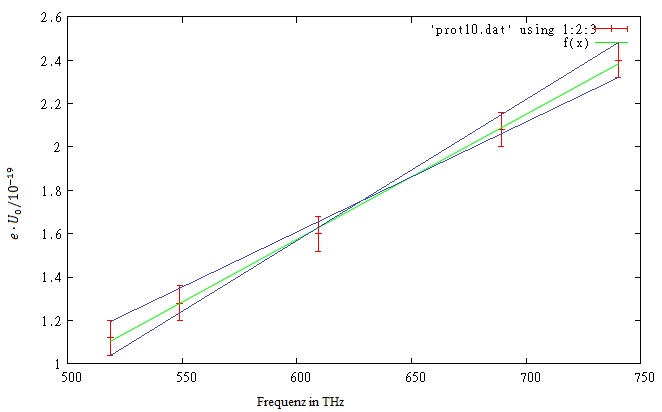 2.6
'prot10.dat' using 1:2:3
f(x)
2.4
2.2
2
1.8
1.6
1.4
1.2
1
e·U₀/10⁻¹⁹
500 550 600 650 700 750
Frequenz in THz